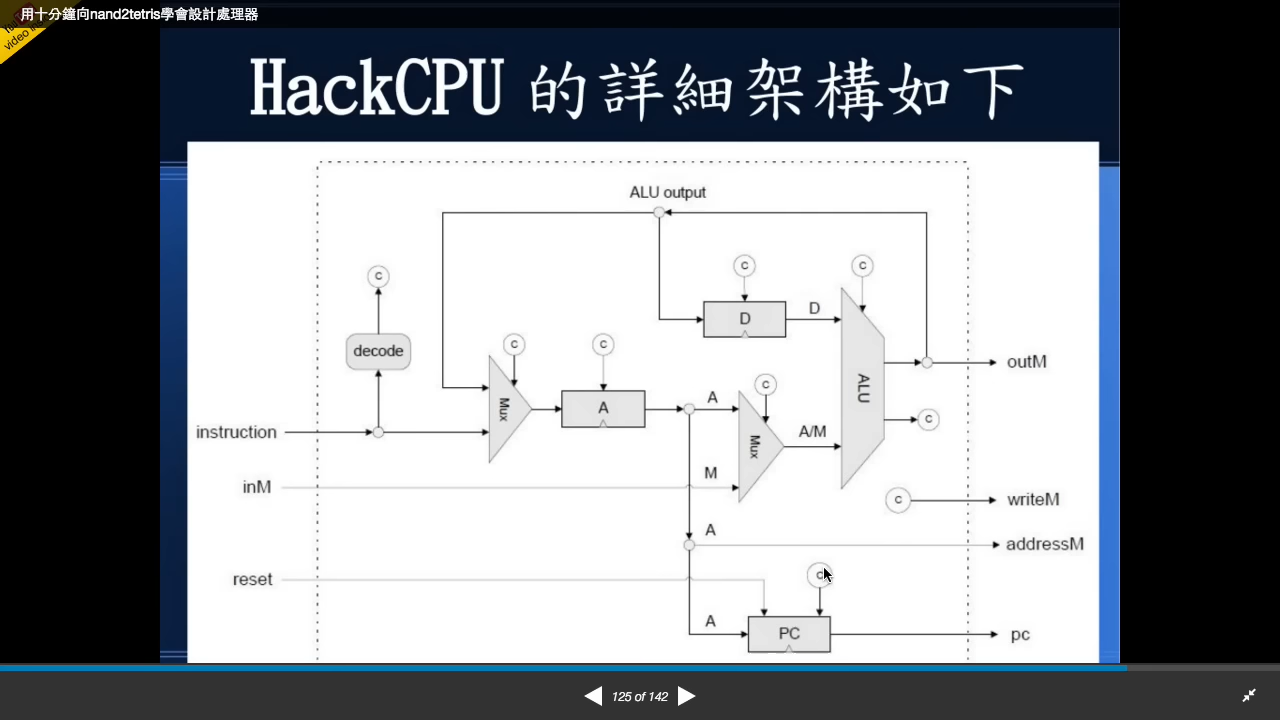 用十分鐘向nand2tetris學會設計處理器
HackCPU 的詳細架構如下
ALU output
C
C
C
D
D
decode
C
C
outM
Mux
A
A
C
ALU
instruction
Mux
A/M
C
inM
M
C
writeM
A
addressM
reset
C
A
PC
pc
125 of 142